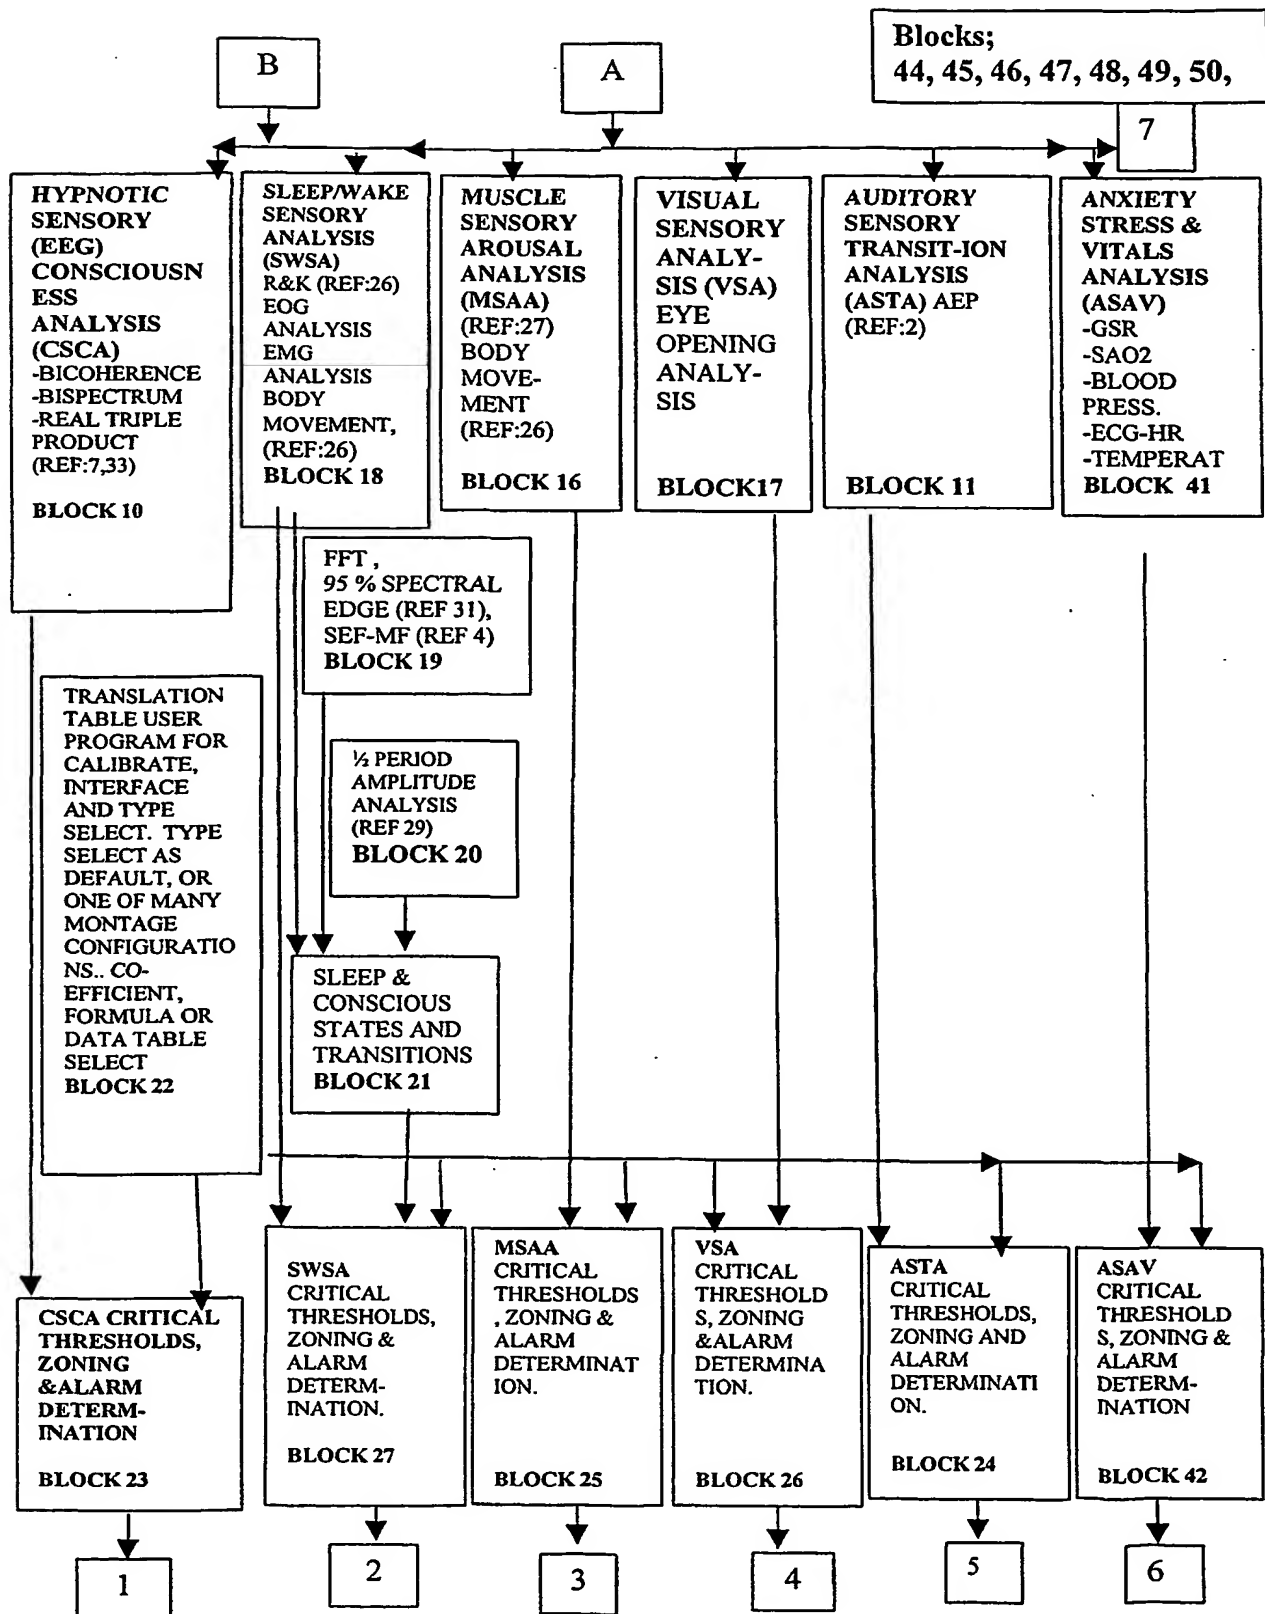 B
A
Blocks;
44, 45, 46, 47, 48, 49, 50,
7
HYPNOTIC
SENSORY
(EEG)
CONSCIOUSN
ESS
ANALYSIS
(CSCA)
-BICOHERENCE
-BISPECTRUM
-REAL TRIPLE
PRODUCT
(REF:7,33)
BLOCK 10
SLEEP/WAKE
SENSORY
ANALYSIS
(SWSA)
R&K (REF:26)
EOG
ANALYSIS
EMG
ANALYSIS
BODY
MOVEMENT,
(REF:26)
BLOCK 18
MUSCLE
SENSORY
AROUSAL
ANALYSIS
(MSAA)
(REF:27)
BODY
MOVE-
MENT
(REF:26)
BLOCK 16
VISUAL
SENSORY
ANALY-
SIS (VSA)
EYE
OPENING
ANALY-
SIS
BLOCK17
AUDITORY
SENSORY
TRANSIT-ION
ANALYSIS
(ASTA) AEP
(REF:2)
BLOCK 11
ANXIETY
STRESS &
VITALS
ANALYSIS
(ASAV)
-GSR
-SAO2
-BLOOD
PRESS.
-ECG-HR
-TEMPERAT
BLOCK 41
FFT ,
95 % SPECTRAL
EDGE (REF 31),
SEF-MF (REF 4)
BLOCK 19
TRANSLATION
TABLE USER
PROGRAM FOR
CALIBRATE,
INTERFACE
AND TYPE
SELECT. TYPE
SELECT AS
DEFAULT, OR
ONE OF MANY
MONTAGE
CONFIGURATIO
NS.. CO-
EFFICIENT,
FORMULA OR
DATA TABLE
SELECT
BLOCK 22
½ PERIOD
AMPLITUDE
ANALYSIS
(REF 29)
BLOCK 20
SLEEP &
CONSCIOUS
STATES AND
TRANSITIONS
BLOCK 21
CSCA CRITICAL
THRESHOLDS,
ZONING
&ALARM
DETERM-
INATION
BLOCK 23
SWSA
CRITICAL
THRESHOLDS,
ZONING &
ALARM
DETERM-
INATION.
BLOCK 27
MSAA
CRITICAL
THRESHOLDS
, ZONING &
ALARM
DETERMINAT
ION.
BLOCK 25
VSA
CRITICAL
THRESHOLD
S, ZONING
&ALARM
DETERMINA
TION.
BLOCK 26
ASTA
CRITICAL
THRESHOLDS,
ZONING AND
ALARM
DETERMINATI
ON.
BLOCK 24
ASAV
CRITICAL
THRESHOLD
S, ZONING &
ALARM
DETERM-
INATION
BLOCK 42
1
2
3
4
5
6